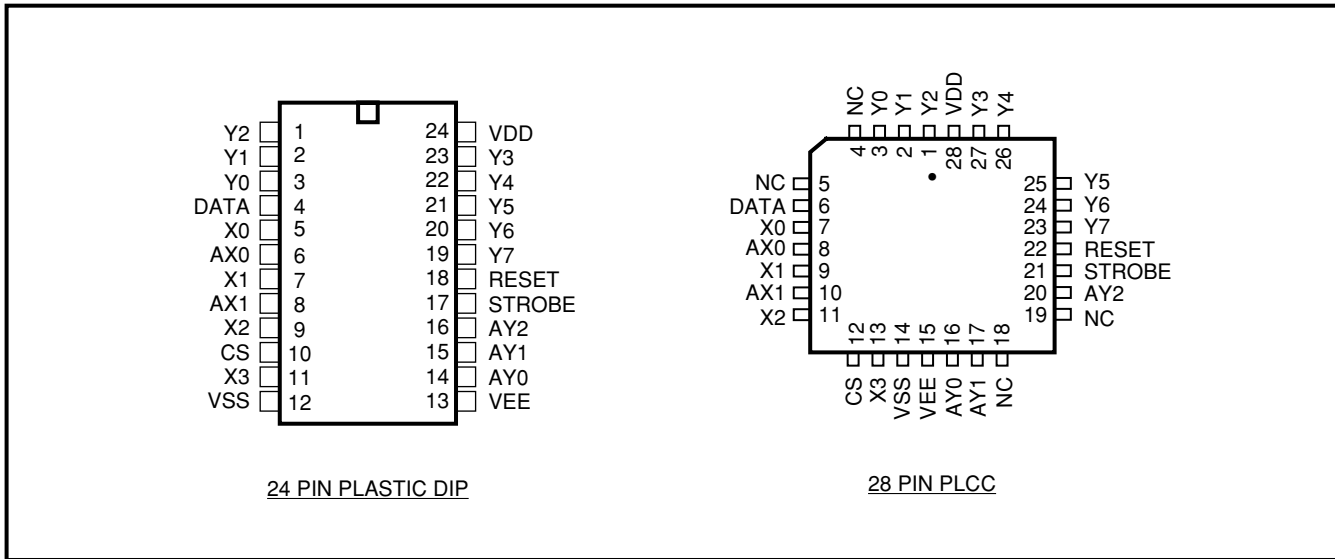 Y2 1 24 VDD
Y1 2 23 Y3
Y0 3 22 Y4
DATA 4 21 Y5
X0 5 20 Y6
AX0 6 19 Y7
X1 7 18 RESET
AX1 8 17 STROBE
X2 9 16 AY2
CS 10 15 AY1
X3 11 14 AY0
VSS 12 13 VEE
24 PIN PLASTIC DIP
NC Y0 Y1 Y2 VDD Y3 Y4
4 3 2 1 28 27 26
NC 5 25 Y5
DATA 6 24 Y6
X0 7 23 Y7
AX0 8 22 RESET
X1 9 21 STROBE
AX1 10 20 AY2
X2 11 19 NC
12 13 14 15 16 17 18
CS X3 VSS VEE AY0 AY1 NC
28 PIN PLCC